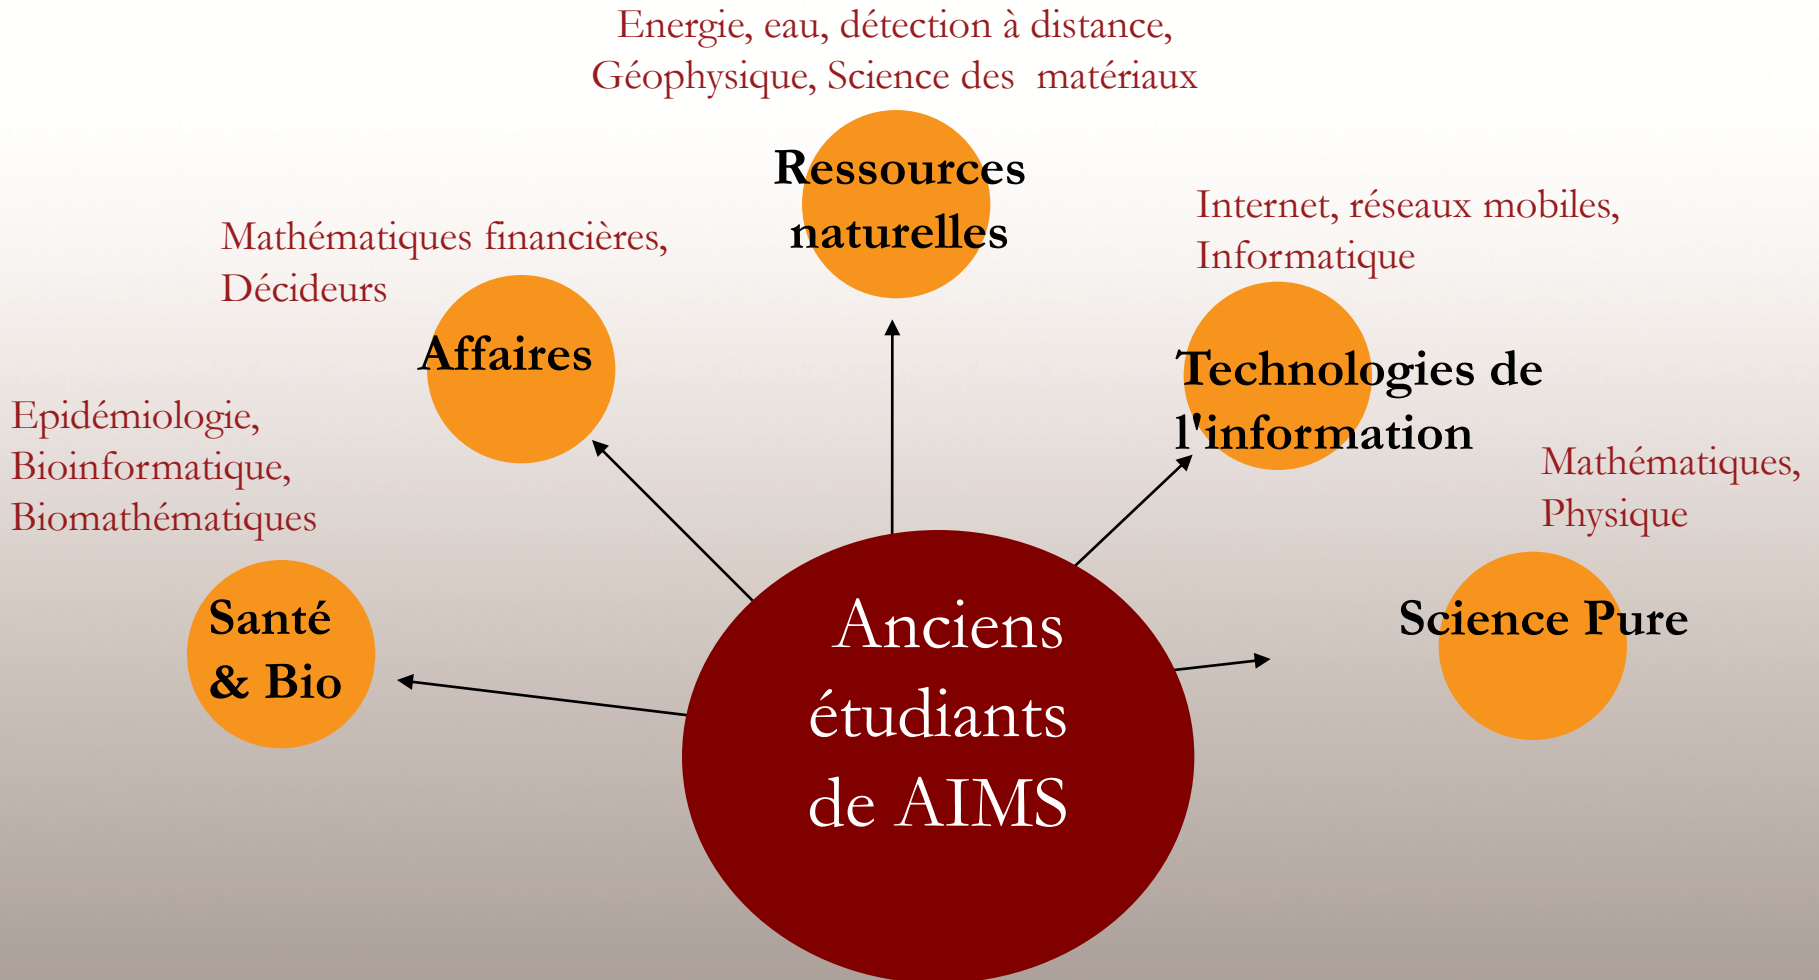 Energie, eau, détection à distance,
Géophysique, Science des matériaux
Ressources
naturelles
Mathématiques financières,
Décideurs
Affaires
Internet, réseaux mobiles,
Informatique
Technologies de
l'information
Epidémiologie,
Bioinformatique,
Biomathématiques
Santé
& Bio
Mathématiques,
Physique
Science Pure
Anciens
étudiants
de AIMS